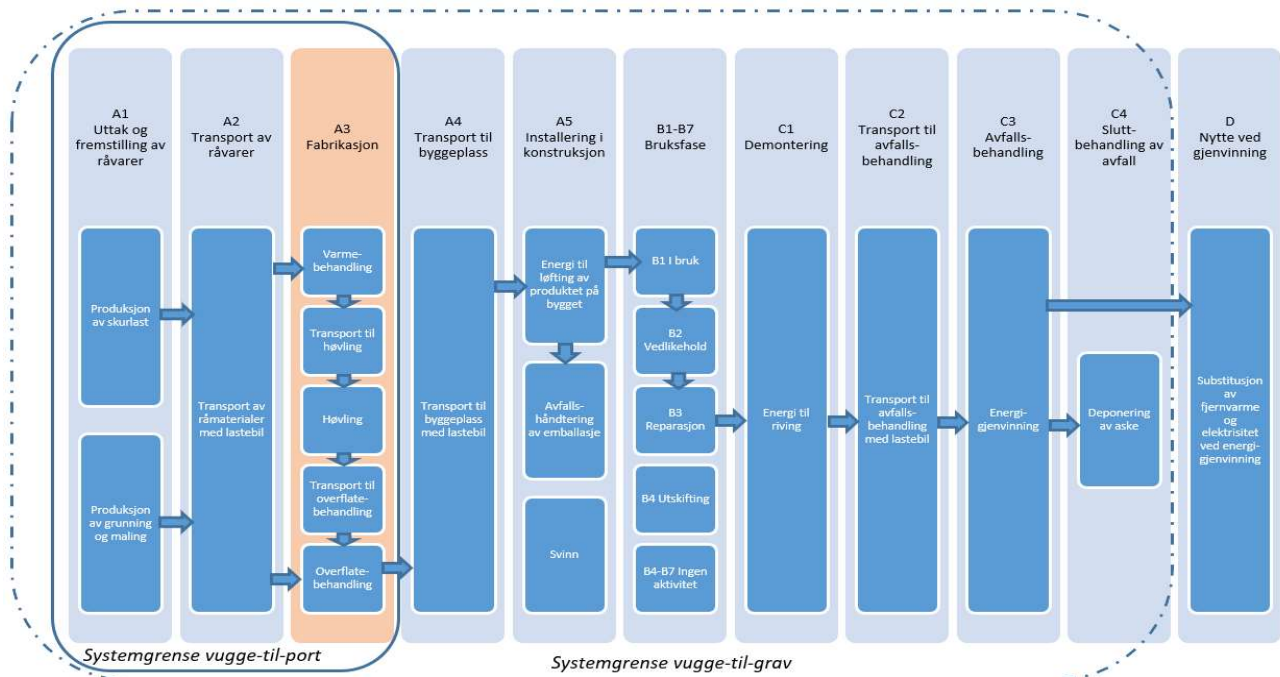 A1
Uttak og
fremstilling av
råvarer
A2
Transport av
råvarer
A3
Fabrikasjon
A4
Transport til
byggeplass
A5
Installering i
konstruksjon
B1-B7
Bruksfase
C1
Demontering
C2
Transport til
avfalls-
behandling
C3
Avfalls-
behandling
C4
Slutt-
behandling av
avfall
D
Nytte ved
gjenvinning
Produksjon
av skurlast
Produksjon
av grunning
og maling
Transport av
råmaterialer
med lastebil
Varme-
behandling
Transport til
høvling
Høvling
Transport til
overflate-
behandling
Overflate-
behandling
Transport til
byggeplass
med lastebil
Energi til
løfting av
produktet på
bygget
Avfalls-
håndtering
av emballasje
Svinn
B1 I bruk
B2
Vedlikehold
B3
Reparasjon
B4 Utskifting
B4-B7 Ingen
aktivitet
Energi til
riving
Transport til
avfalls-
behandling
med lastebil
Energi-
gjenvinning
Deponering
av aske
Substitusjon
av
fjernvarme
og
elektrisitet
ved energi-
gjenvinning
Systemgrense vugge-til-port
Systemgrense vugge-til-grav